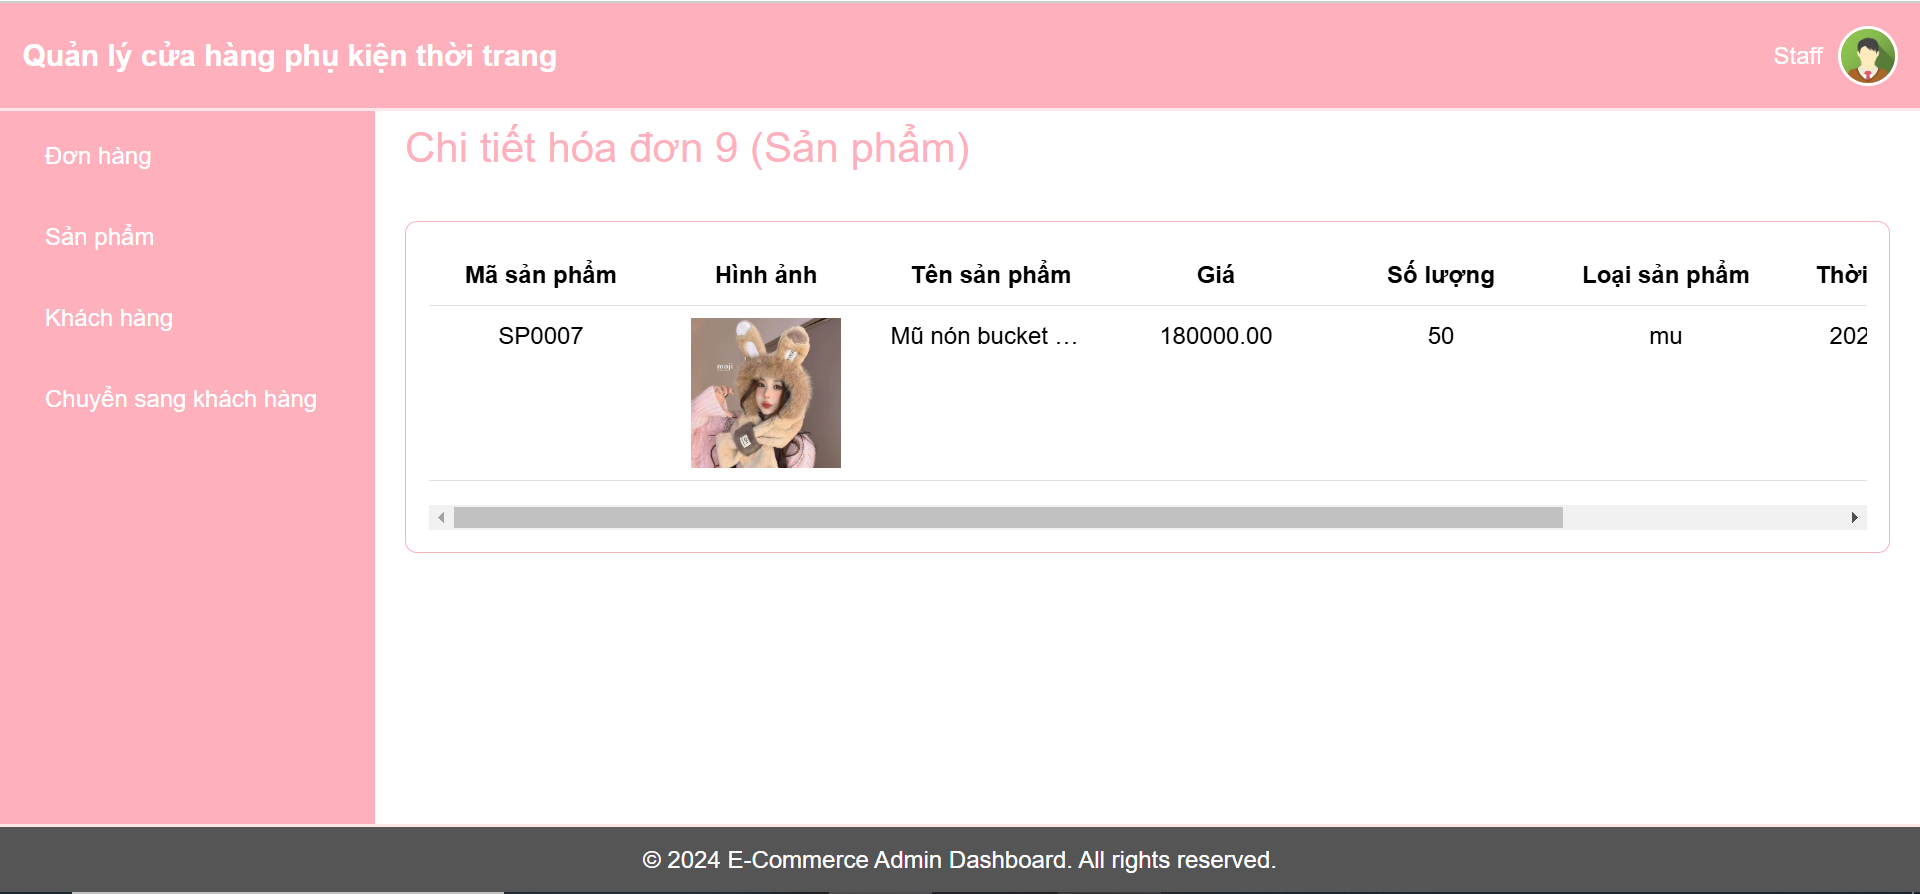 Quản lý cửa hàng phụ kiện thời trang
Staff
Đơn hàng
Sản phẩm
Khách hàng
Chuyển sang khách hàng
Chi tiết hóa đơn 9 (Sản phẩm)
Mã sản phẩm Hình ảnh Tên sản phẩm Giá Số lượng Loại sản phẩm Thời
SP0007 Mũ nón bucket … 180000.00 50 mu 202
moji
© 2024 E-Commerce Admin Dashboard. All rights reserved.